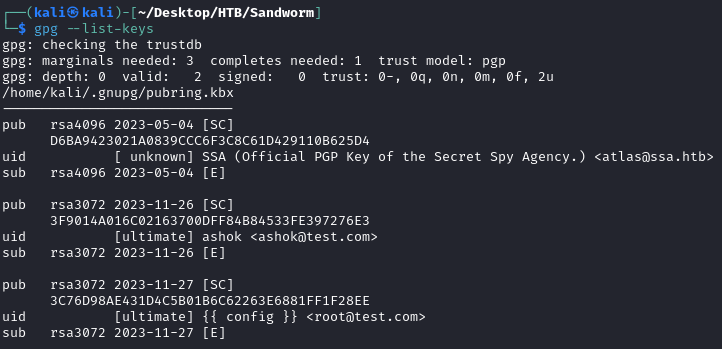 ┌──(kali㉿kali)-[~/Desktop/HTB/Sandworm]
└─$ gpg --list-keys
gpg: checking the trustdb
gpg: marginals needed: 3  completes needed: 1  trust model: pgp
gpg: depth: 0  valid:   2  signed:   0  trust: 0-, 0q, 0n, 0m, 0f, 2u
/home/kali/.gnupg/pubring.kbx
-----------------------------
pub   rsa4096 2023-05-04 [SC]
      D6BA9423021A0839CCC6F3C8C61D429110B625D4
uid           [ unknown] SSA (Official PGP Key of the Secret Spy Agency.) <atlas@ssa.htb>
sub   rsa4096 2023-05-04 [E]

pub   rsa3072 2023-11-26 [SC]
      3F9014A016C02163700DFF84B84533FE397276E3
uid           [ultimate] ashok <ashok@test.com>
sub   rsa3072 2023-11-26 [E]

pub   rsa3072 2023-11-27 [SC]
      3C76D98AE431D4C5B01B6C62263E6881FF1F28EE
uid           [ultimate] {{ config }} <root@test.com>
sub   rsa3072 2023-11-27 [E]